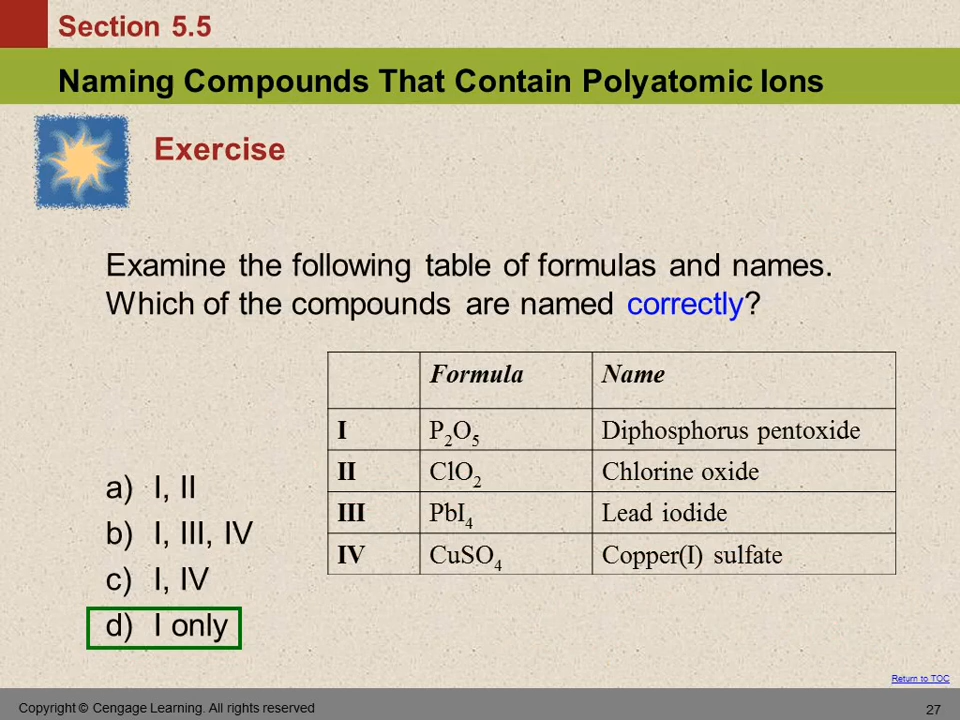 Section 5.5
Naming Compounds That Contain Polyatomic Ions
Exercise
Examine the following table of formulas and names.
Which of the compounds are named correctly?
Formula Name
I P₂O₅ Diphosphorus pentoxide
II ClO₂ Chlorine oxide
III PbI₄ Lead iodide
IV CuSO₄ Copper(I) sulfate
a) I, II
b) I, III, IV
c) I, IV
d) I only
Return to TOC
Copyright © Cengage Learning. All rights reserved 27